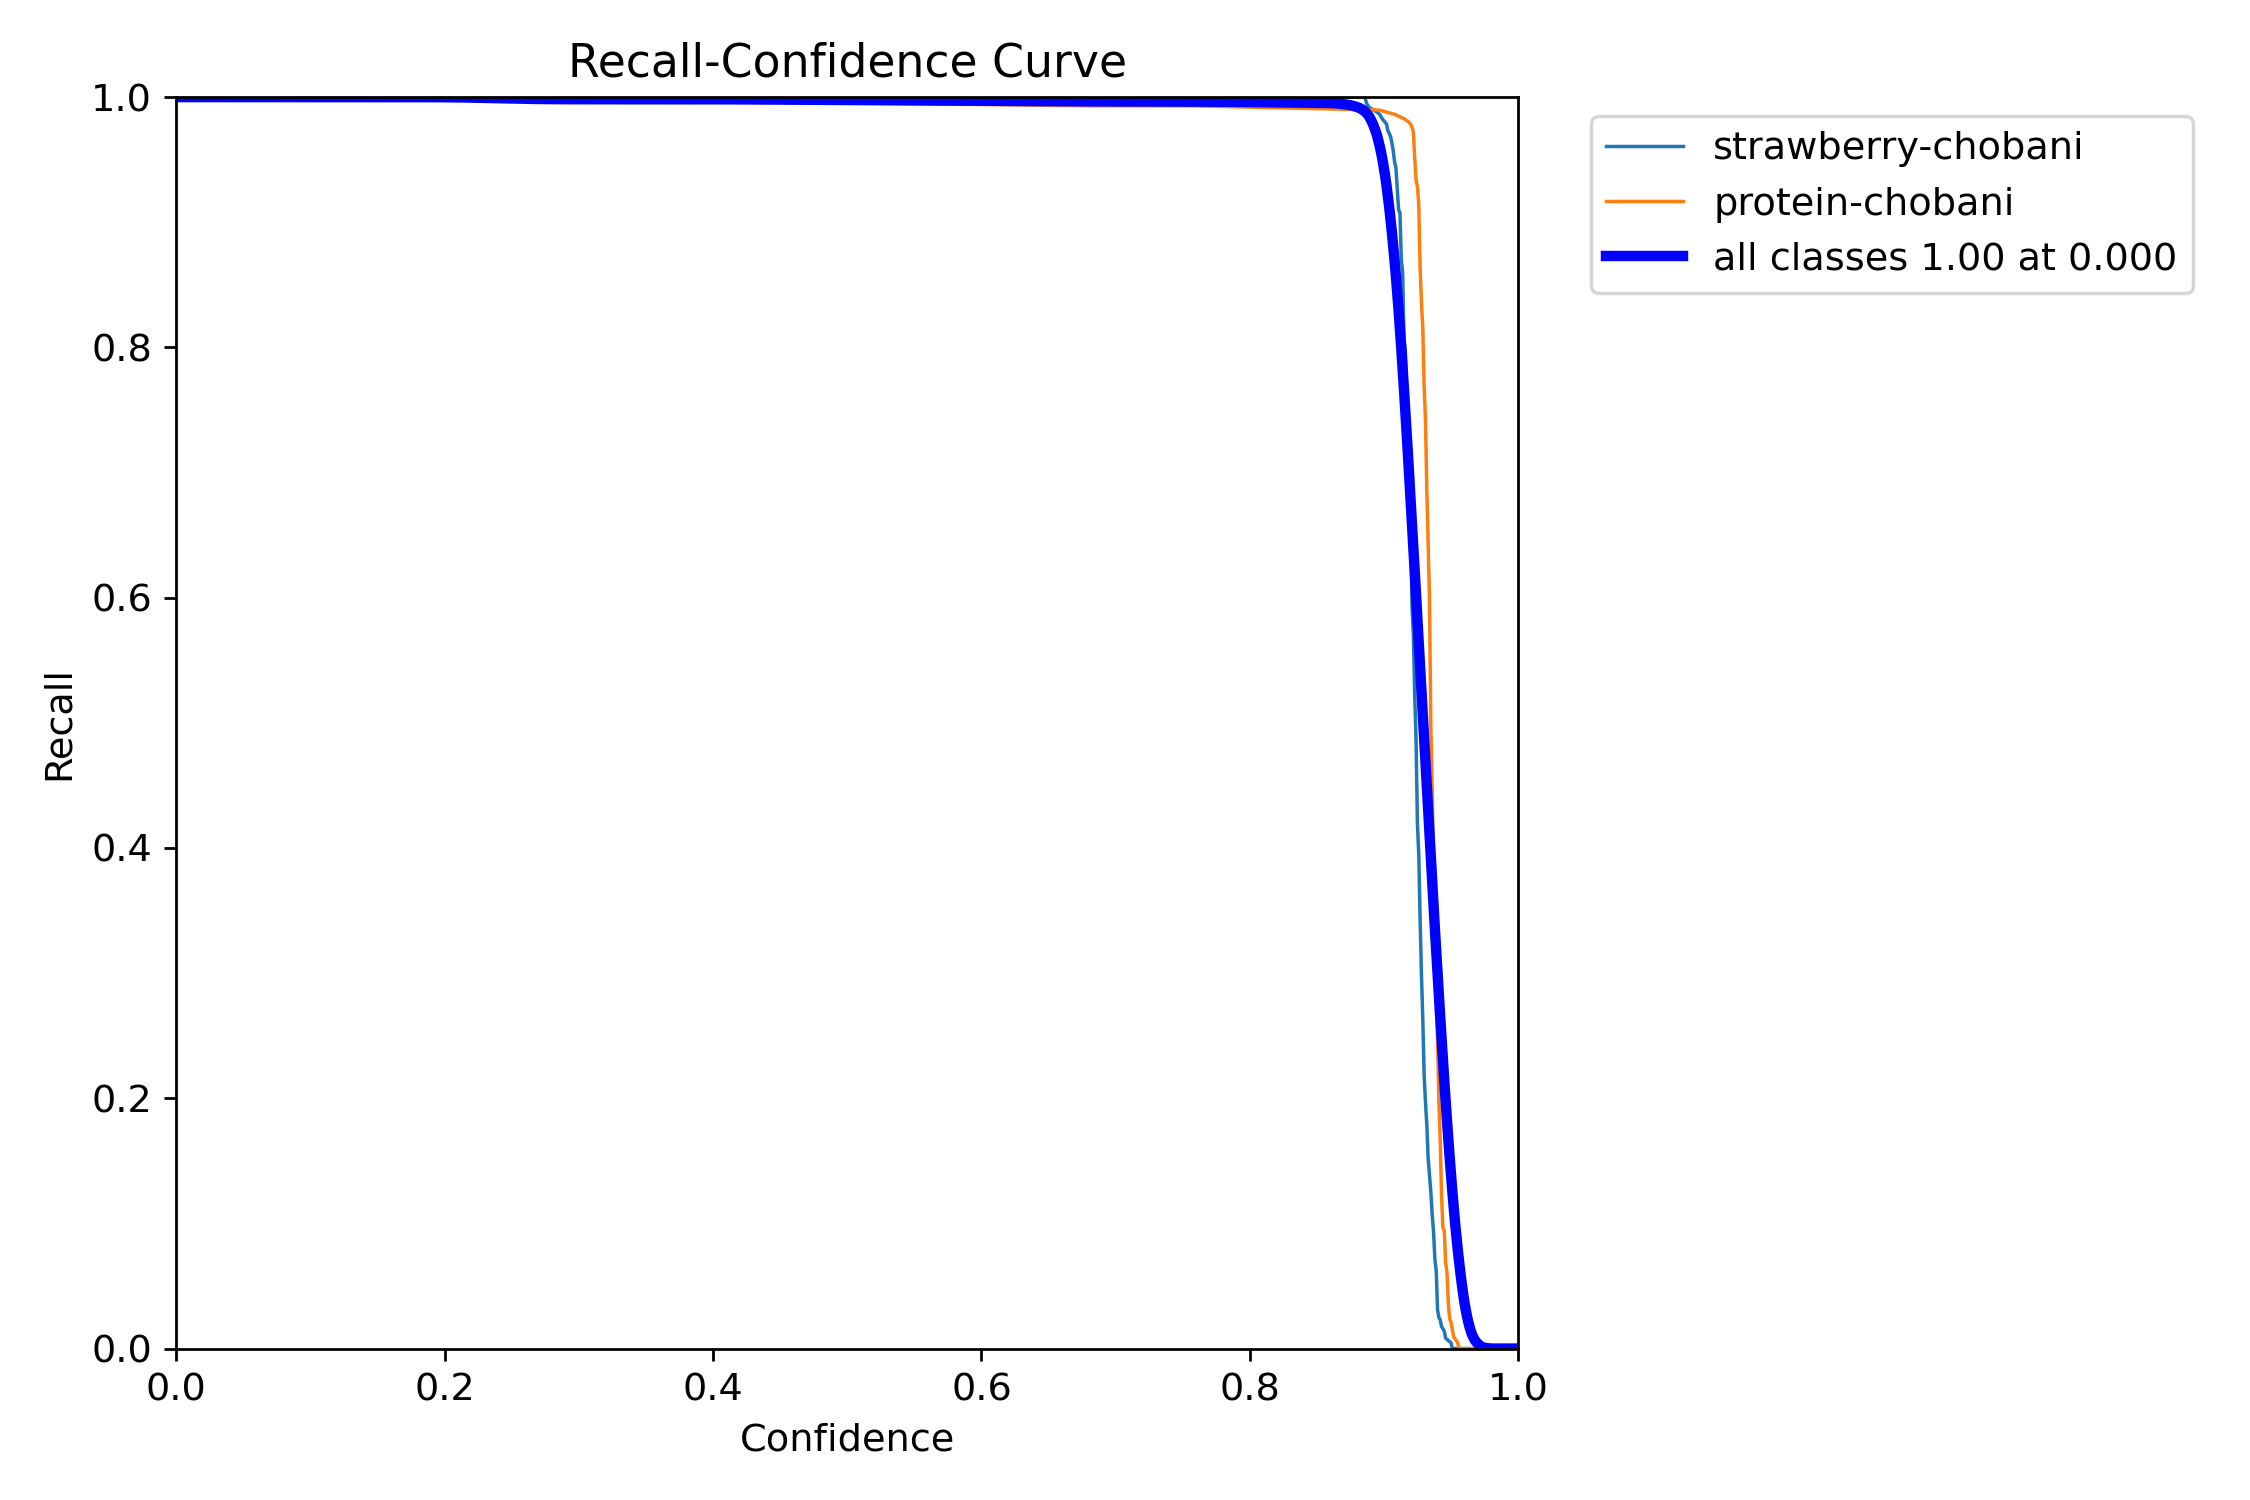 Recall-Confidence Curve
1.0
0.8
0.6
0.4
0.2
0.0
Recall
0.0 0.2 0.4 0.6 0.8 1.0
Confidence
strawberry-chobani
protein-chobani
all classes 1.00 at 0.000